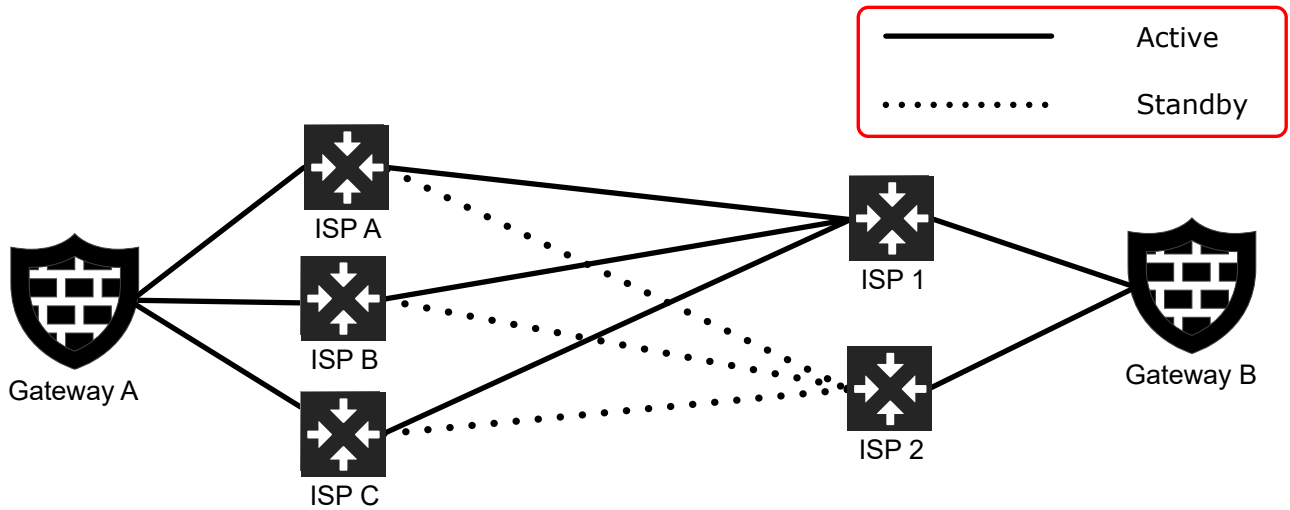 Active
Standby
ISP A
ISP 1
ISP B
Gateway A
Gateway B
ISP 2
ISP C